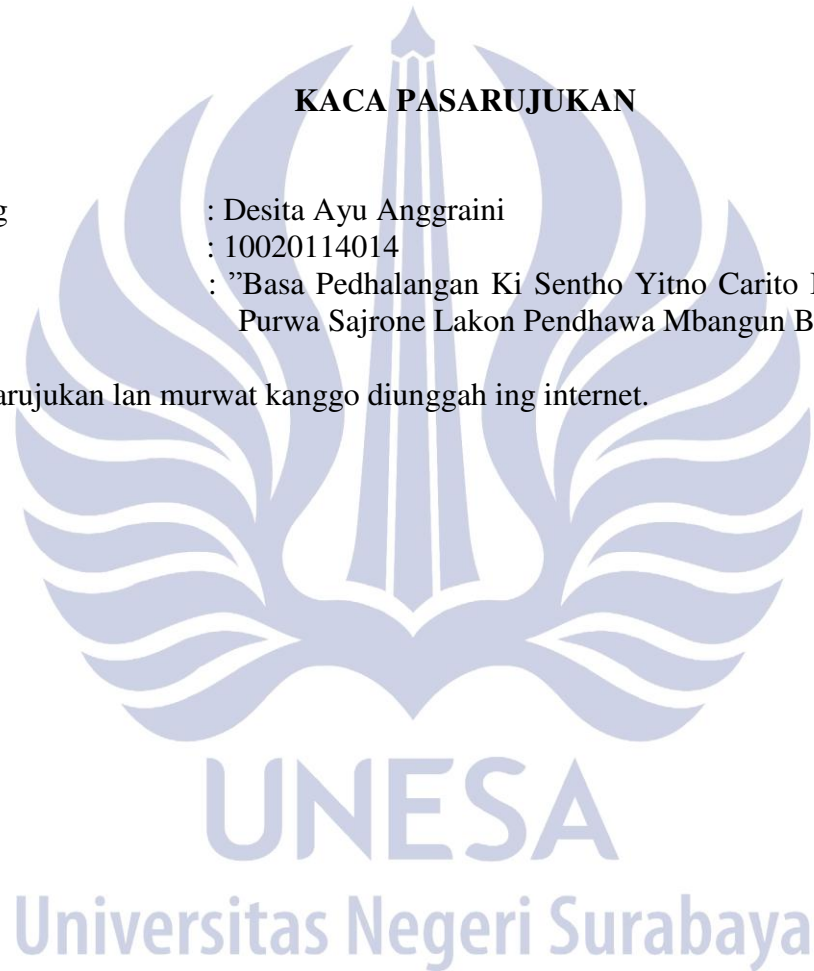 KACA PASARUJUKAN
: Desita Ayu Anggraini
: 10020114014
: ”Basa Pedhalangan Ki Sentho Yitno Carito
Purwa Sajrone Lakon Pendhawa Mbangun
lan murwat kanggo diunggah ing internet.
UNESA
Universitas Negeri Surabaya